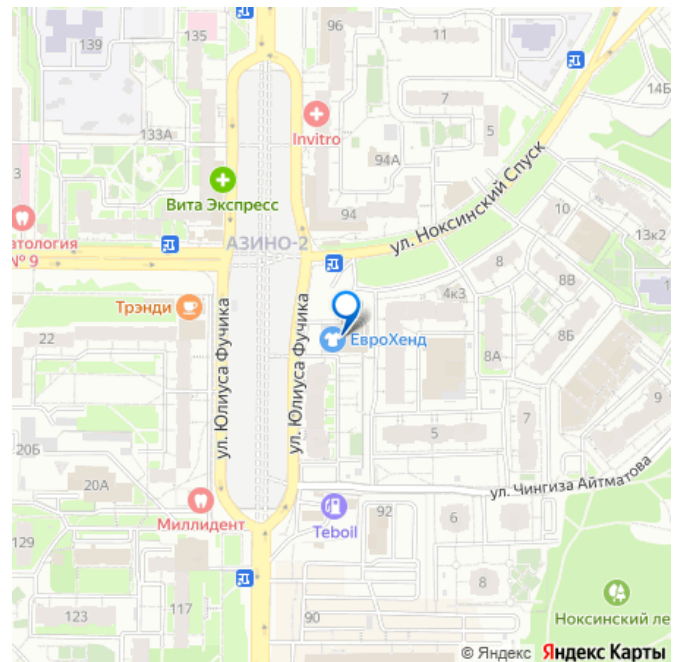 139
96
11
14Б
7
5
133А
Invitro
94А
3
Вита Экспресс
94
ул. Ноксинский Спуск
10
13к2
атология
№ 9
АЗИНО-2
8
8В
Трэнди
4к3
22
ул. Юлиуса Фучика
ул. Юлиуса Фучика
ЕвроХенд
8Б
8А
9
7
5
20Б
20А
ул. Чингиза Айтматова
Миллидент
Teboil
92
6
129
8
123
117
90
Ноксинский ле
© Яндекс Яндекс Карты